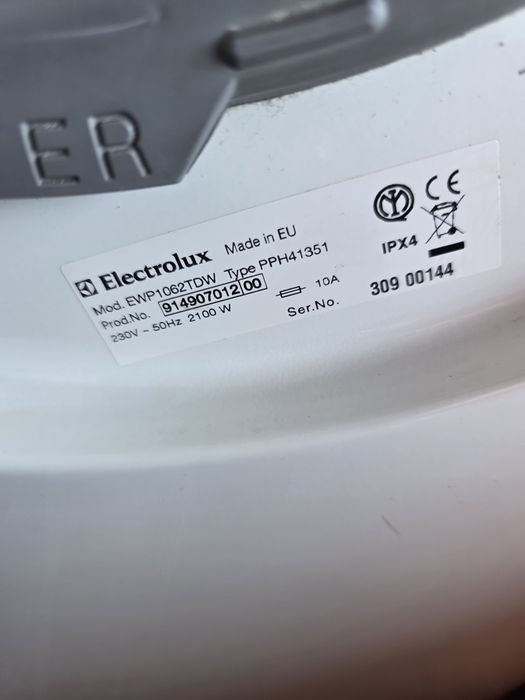 ER
Electrolux Made in EU
Mod. EWP1062TDW Type PPH41351
Prod.No. 914907012 00
230V ~ 50Hz 2100 W 10A
Ser.No. 309 00144
CE
IPX4